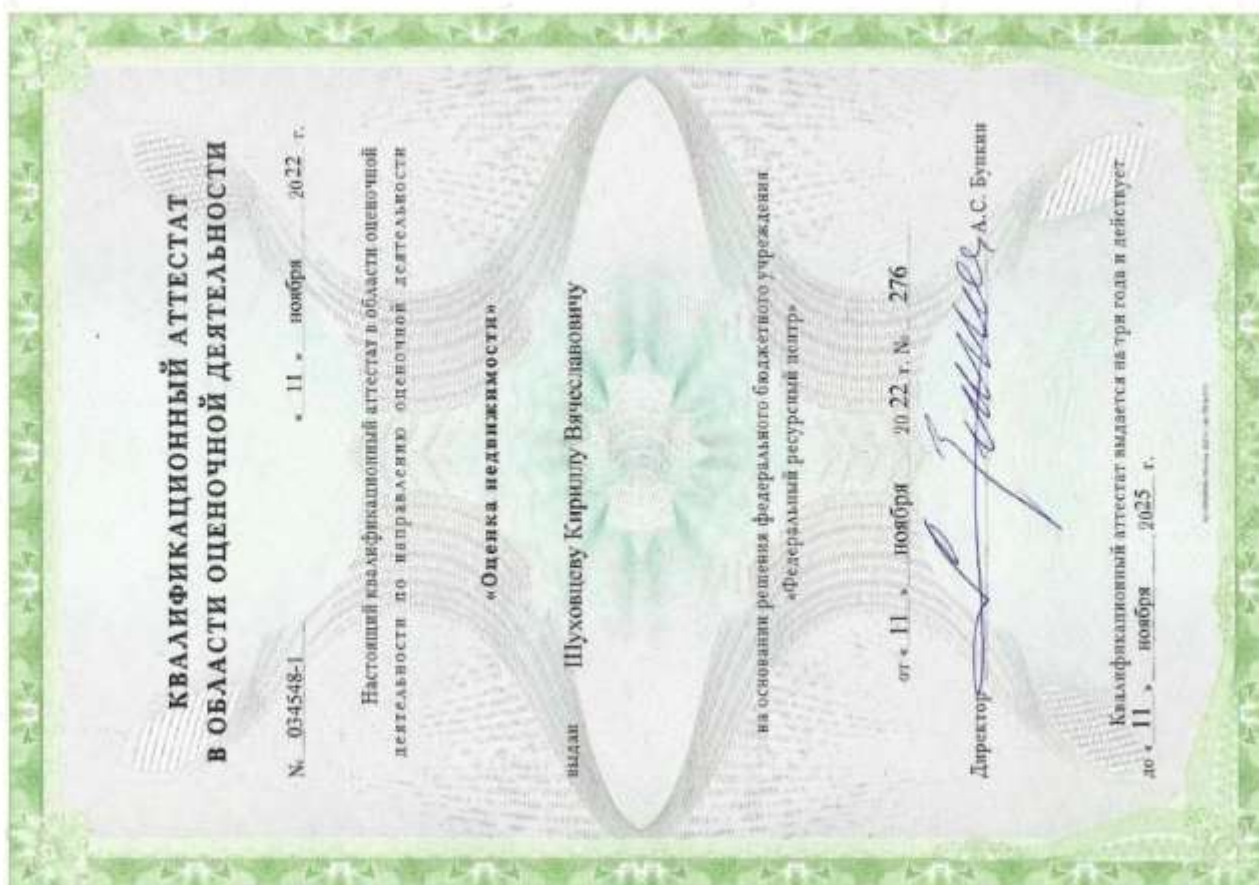 КВАЛИФИКАЦИОННЫЙ АТТЕСТАТ
В ОБЛАСТИ ОЦЕНОЧНОЙ ДЕЯТЕЛЬНОСТИ
№ 034548-1 « 11 » ноября 2022 г.
Настоящий квалификационный аттестат в области оценочной
деятельности по направлению оценочной деятельности
«Оценка недвижимости»
выдан Шуховцеву Кириллу Вячеславовичу
на основании решения федерального бюджетного учреждения
«Федеральный ресурсный центр»
от « 11 » ноября 20 22 г. № 276
Директор А.С. Бункин
Квалификационный аттестат выдается на три года и действует
до « 11 » ноября 2025 г.